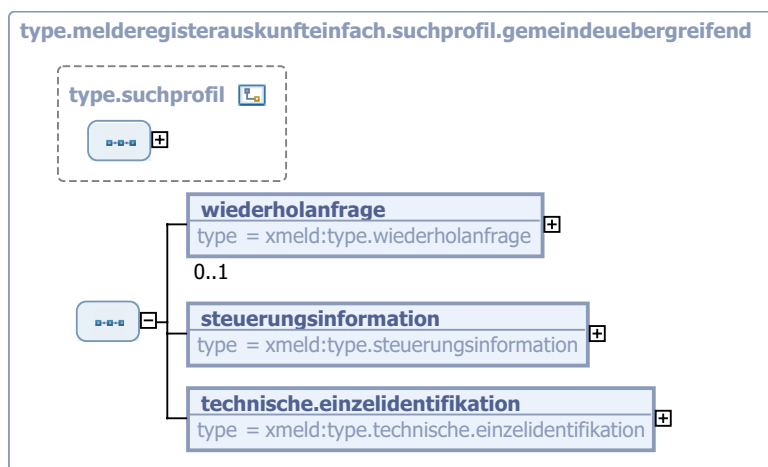 type.melderegisterauskunfteinfach.suchprofil.gemeindeuebergreifend
type.suchprofil
wiederholanfrage
type = xmeld:type.wiederholanfrage
0..1
steuerungsinformation
type = xmeld:type.steuerungsinformation
technische.einzelidentifikation
type = xmeld:type.technische.einzelidentifikation